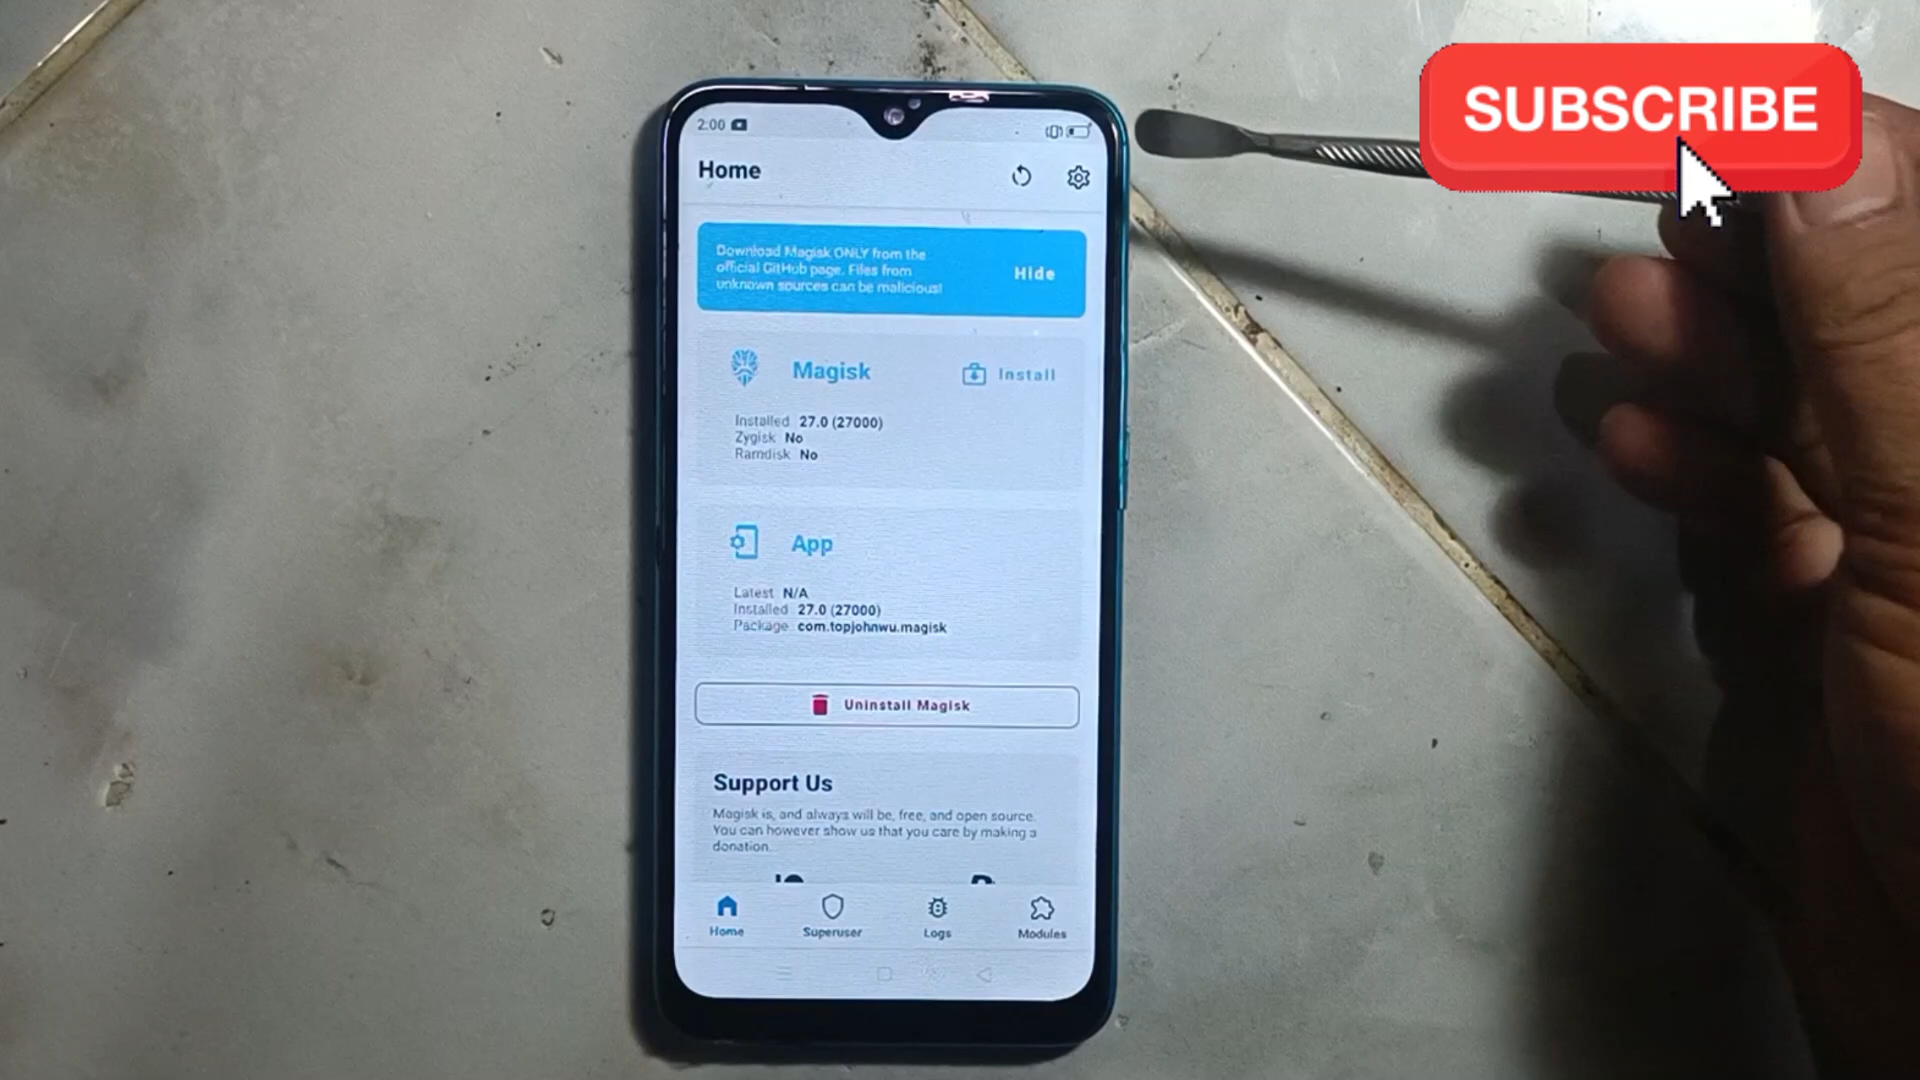 SUBSCRIBE
2:00
Home
Download Magisk ONLY from the
official GitHub page. Files from
unknown sources can be malicious!
Hide
Magisk
Install
Installed 27.0 (27000)
Zygisk No
Ramdisk No
App
Latest N/A
Installed 27.0 (27000)
Package com.topjohnwu.magisk
Uninstall Magisk
Support Us
Magisk is, and always will be, free, and open source.
You can however show us that you care by making a
donation.
Home
Superuser
Logs
Modules